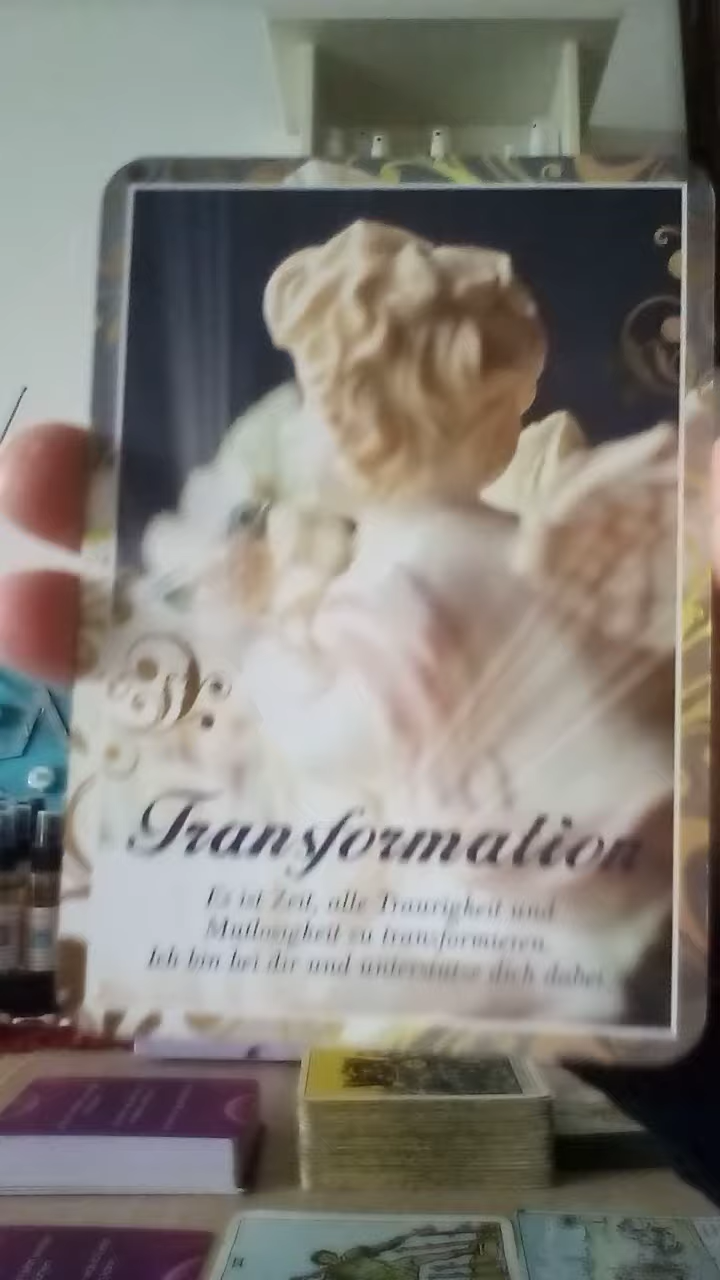 Transformation
Es ist Zeit, alle Traurigkeit und
Mutlosigkeit zu transformieren.
Ich bin bei dir und unterstütze dich dabei.